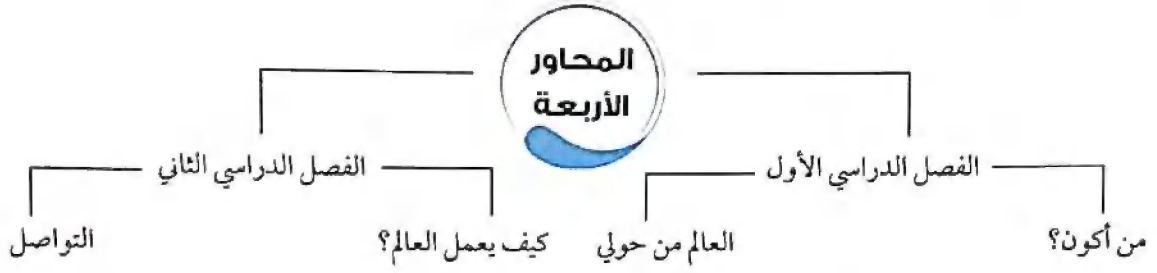 المحاور
الأربعة
الفصل الدراسي الأول
الفصل الدراسي الثاني
من أكون؟
العالم من حولي
كيف يعمل العالم؟
التواصل